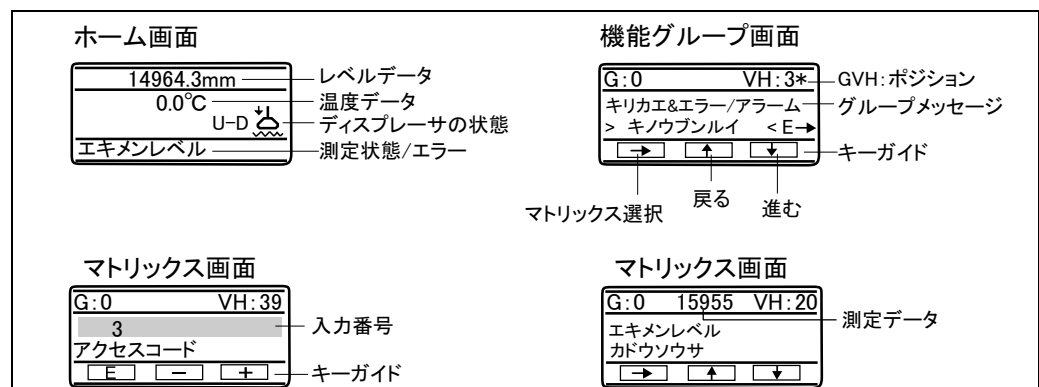 ホーム画面
14964.3mm
レベルデータ
0.0℃
温度データ
U-D
ディスプレーサの状態
エキメンレベル
測定状態/エラー
機能グループ画面
G:0 VH:3*
GVH:ポジション
キリカエ&エラー/アラーム
グループメッセージ
> キノウブンルイ < E→
→ ↑ ↓
キーガイド
マトリックス選択
戻る
進む
マトリックス画面
G:0 VH:39
3
入力番号
アクセスコード
E − +
キーガイド
マトリックス画面
G:0 15955 VH:20
測定データ
エキメンレベル
カドウソウサ
→ ↑ ↓